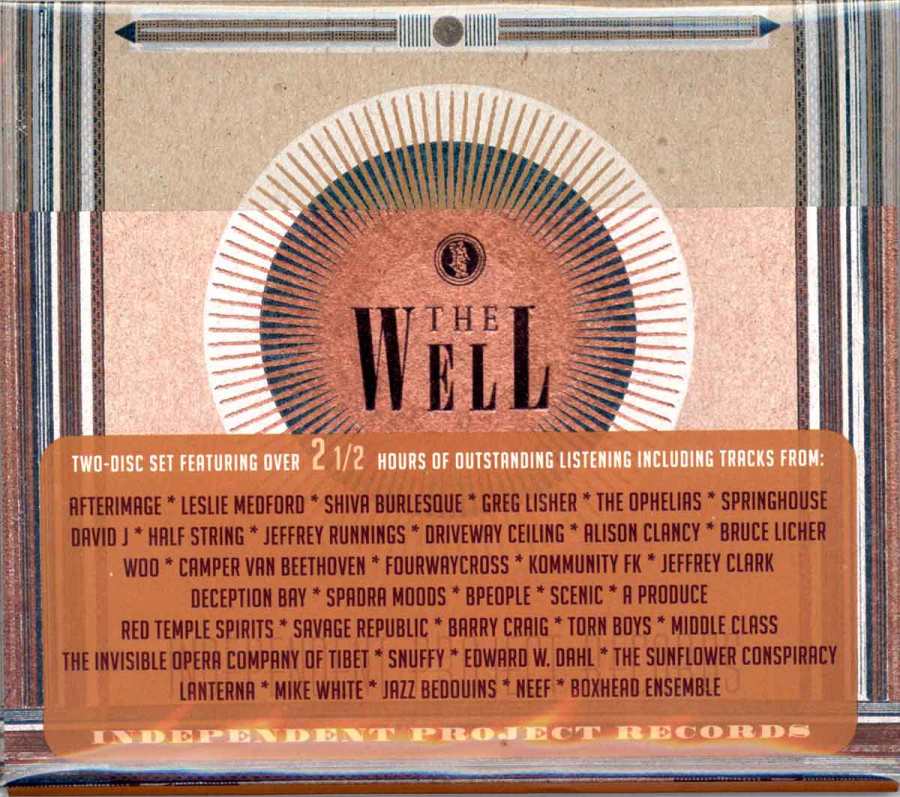 THE
WELL
TWO-DISC SET FEATURING OVER 2 1/2 HOURS OF OUTSTANDING LISTENING INCLUDING TRACKS FROM:
AFTERIMAGE * LESLIE MEDFORD * SHIVA BURLESQUE * GREG LISHER * THE OPHELIAS * SPRINGHOUSE
DAVID J * HALF STRING * JEFFREY RUNNINGS * DRIVEWAY CEILING * ALISON CLANCY * BRUCE LICHER
WOO * CAMPER VAN BEETHOVEN * FOURWAYCROSS * KOMMUNITY FK * JEFFREY CLARK
DECEPTION BAY * SPADRA MOODS * BPEOPLE * SCENIC * A PRODUCE
RED TEMPLE SPIRITS * SAVAGE REPUBLIC * BARRY CRAIG * TORN BOYS * MIDDLE CLASS
THE INVISIBLE OPERA COMPANY OF TIBET * SNUFFY * EDWARD W. DAHL * THE SUNFLOWER CONSPIRACY
LANTERNA * MIKE WHITE * JAZZ BEDOUINS * NEEF * BOXHEAD ENSEMBLE
INDEPENDENT PROJECT RECORDS